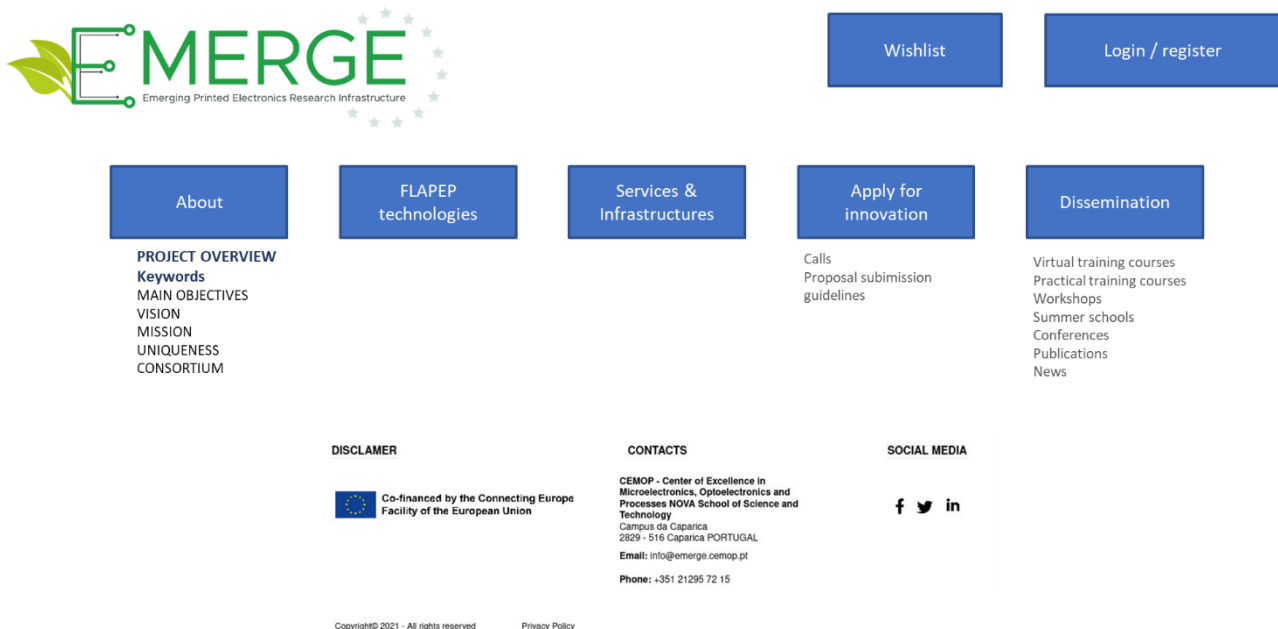 EMERGE
Emerging Printed Electronics Research Infrastructure
Wishlist
Login / register
About
FLAPEP
technologies
Services &
Infrastructures
Apply for
innovation
Dissemination
PROJECT OVERVIEW
Keywords
MAIN OBJECTIVES
VISION
MISSION
UNIQUENESS
CONSORTIUM
Calls
Proposal subimission
guidelines
Virtual training courses
Practical training courses
Workshops
Summer schools
Conferences
Publications
News
DISCLAMER
Co-financed by the Connecting Europe
Facility of the European Union
CONTACTS
CEMOP - Center of Excellence in
Microelectronics, Optoelectronics and
Processes NOVA School of Science and
Technology
Campus da Caparica
2829 - 516 Caparica PORTUGAL
Email: info@emerge.cemop.pt
Phone: +351 21295 72 15
SOCIAL MEDIA
f
in
Copyright© 2021 - All rights reserved
Privacy Policy